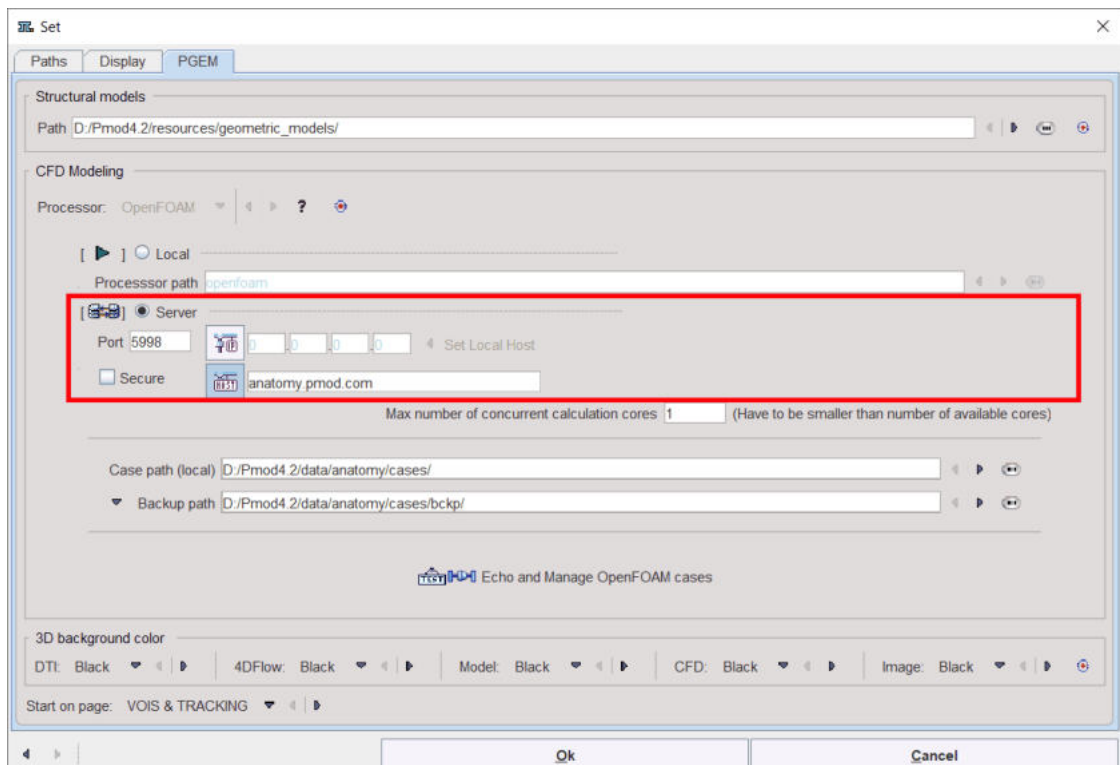 Set
Paths Display PGEM
Structural models
Path D:/Pmod4.2/resources/geometric_models/
CFD Modeling
Processor: OpenFOAM ?
[ ] Local
Processsor path openfoam
[ ] Server
Port 5998 IP 0 .0 .0 .0 Set Local Host
Secure HOST anatomy.pmod.com
Max number of concurrent calculation cores 1 (Have to be smaller than number of available cores)
Case path (local) D:/Pmod4.2/data/anatomy/cases/
Backup path D:/Pmod4.2/data/anatomy/cases/bckp/
TEST Echo and Manage OpenFOAM cases
3D background color
DTI: Black 4DFlow: Black Model: Black CFD: Black Image: Black
Start on page: VOIS & TRACKING
Ok Cancel